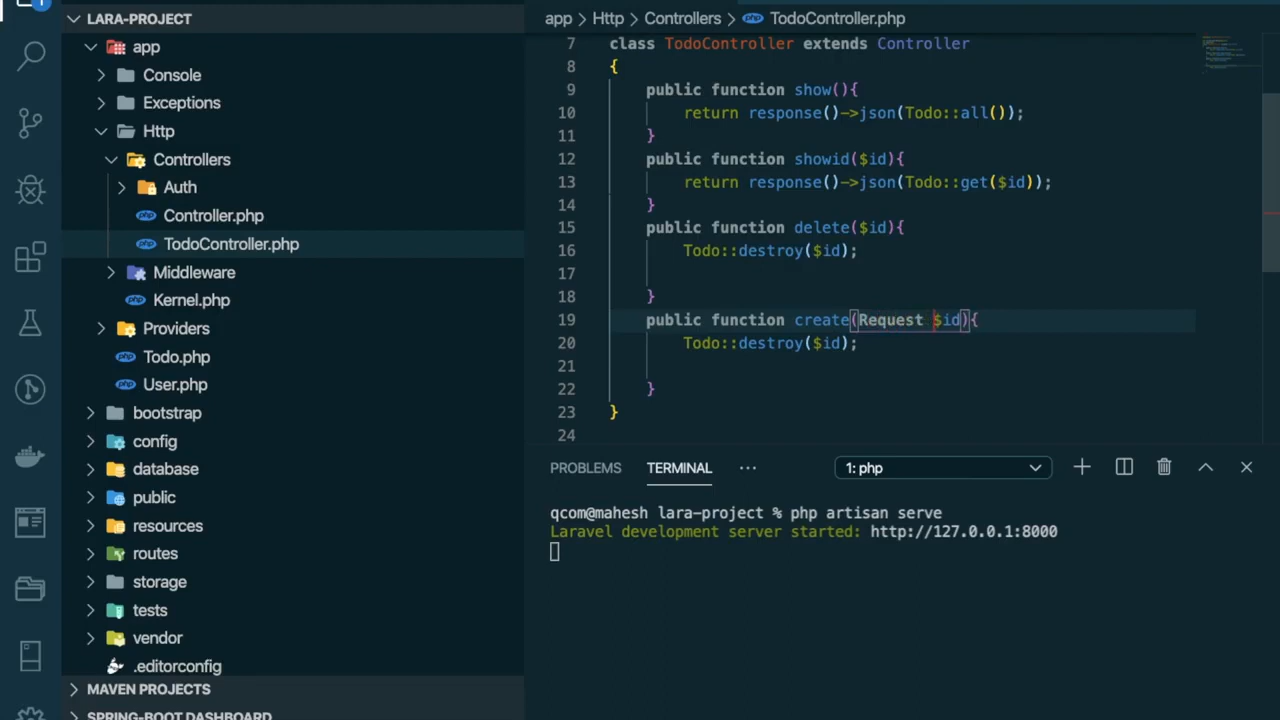 1
LARA-PROJECT
app
Console
Exceptions
Http
Controllers
Auth
Controller.php
TodoController.php
Middleware
Kernel.php
Providers
Todo.php
User.php
bootstrap
config
database
public
resources
routes
storage
tests
vendor
.editorconfig
MAVEN PROJECTS
SPRING-BOOT DASHBOARD
app > Http > Controllers > php TodoController.php
7 class TodoController extends Controller
8 {
9 public function show(){
10 return response()->json(Todo::all());
11 }
12 public function showid($id){
13 return response()->json(Todo::get($id));
14 }
15 public function delete($id){
16 Todo::destroy($id);
17
18 }
19 public function create(Request $id){
20 Todo::destroy($id);
21
22 }
23 }
24
PROBLEMS TERMINAL ··· 1: php
qcom@mahesh lara-project % php artisan serve
Laravel development server started: http://127.0.0.1:8000